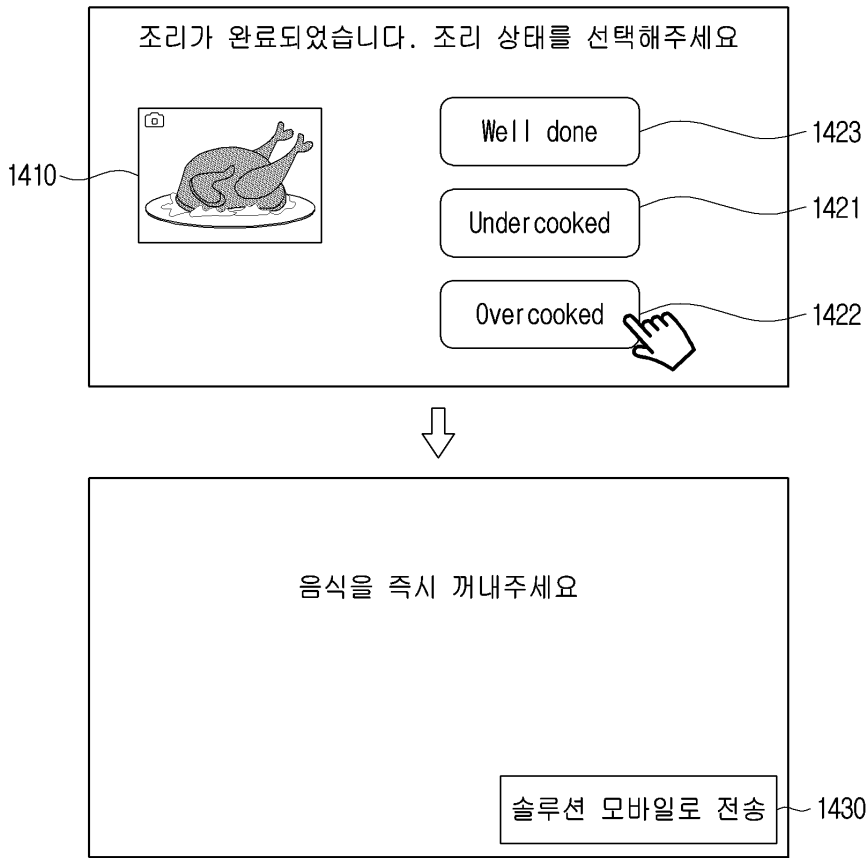 조리가 완료되었습니다. 조리 상태를 선택해주세요
Well done
1423
1410
Undercooked
1421
Overcooked
1422
음식을 즉시 꺼내주세요
솔루션 모바일로 전송
1430